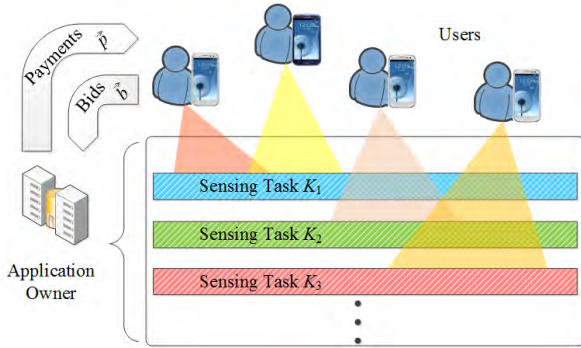 Payments p⃗
Bids b⃗
Users
Sensing Task K1
Sensing Task K2
Sensing Task K3
Application
Owner